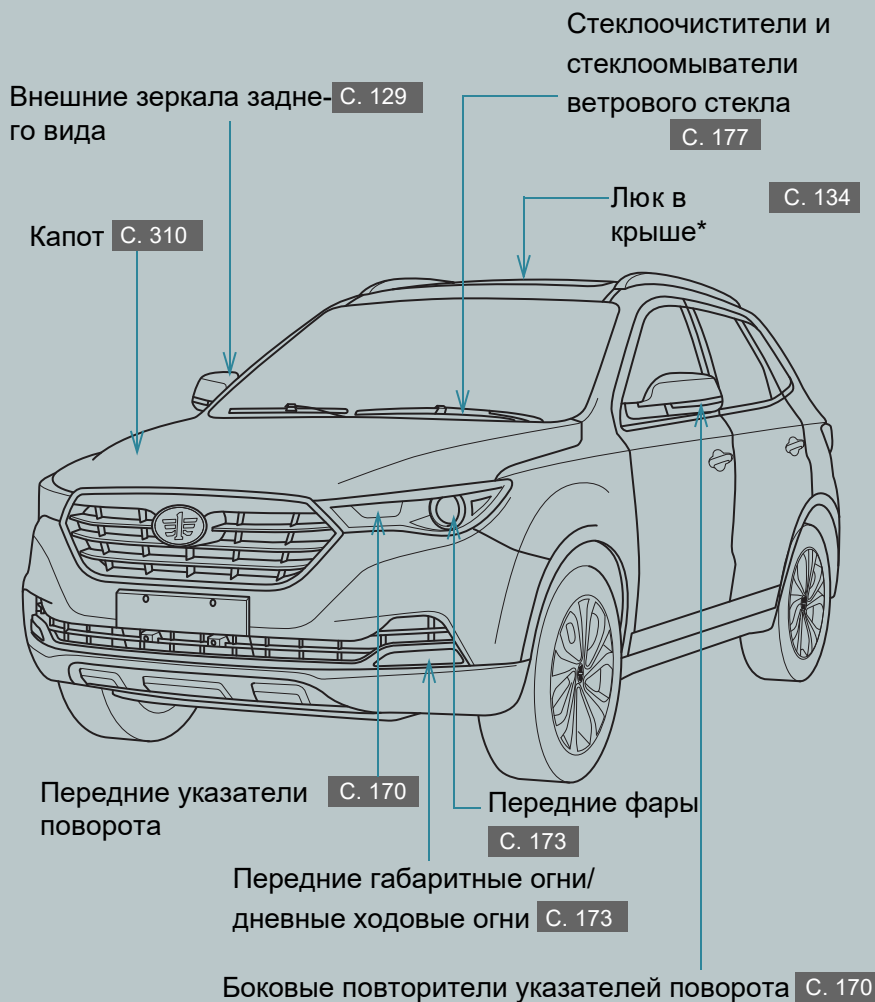 Стеклоочистители и
стеклоомыватели
ветрового стекла
С. 177
Внешние зеркала задне- С. 129
го вида
Люк в С. 134
крыше*
Капот С. 310
Передние указатели С. 170
поворота
Передние фары
С. 173
Передние габаритные огни/
дневные ходовые огни С. 173
Боковые повторители указателей поворота С. 170